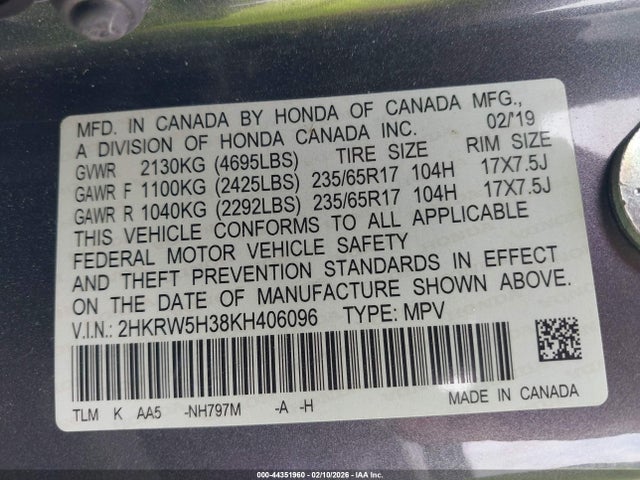 MFD. IN CANADA BY HONDA OF CANADA MFG.,
A DIVISION OF HONDA CANADA INC. 02/'19
GVWR 2130KG (4695LBS) TIRE SIZE RIM SIZE
GAWR F 1100KG (2425LBS) 235/65R17 104H 17X7.5J
GAWR R 1040KG (2292LBS) 235/65R17 104H 17X7.5J
THIS VEHICLE CONFORMS TO ALL APPLICABLE
FEDERAL MOTOR VEHICLE SAFETY
AND THEFT PREVENTION STANDARDS IN EFFECT
ON THE DATE OF MANUFACTURE SHOWN ABOVE.
V.I.N.: 2HKRW5H38KH406096 TYPE: MPV
TLM K AA5 -NH797M -A -H
MADE IN CANADA
000-44351960 - 02/10/2026 - IAA Inc.